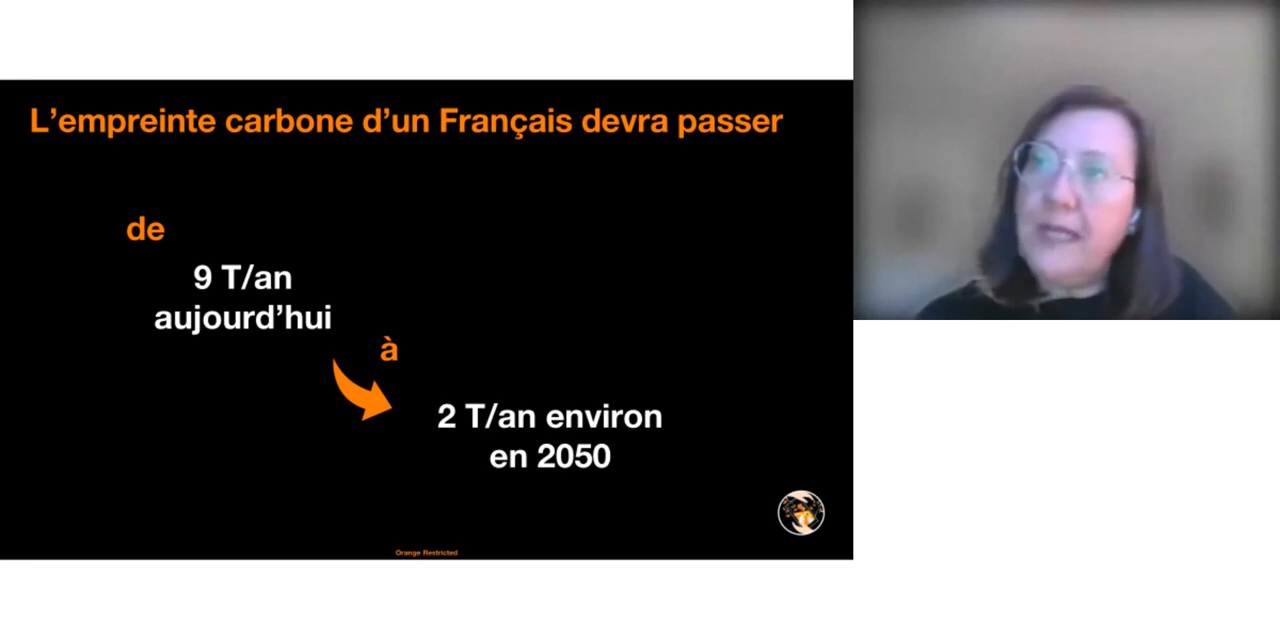 L’empreinte carbone d’un Français devra passer
de
9 T/an
aujourd’hui
à
2 T/an environ
en 2050
Orange Restricted